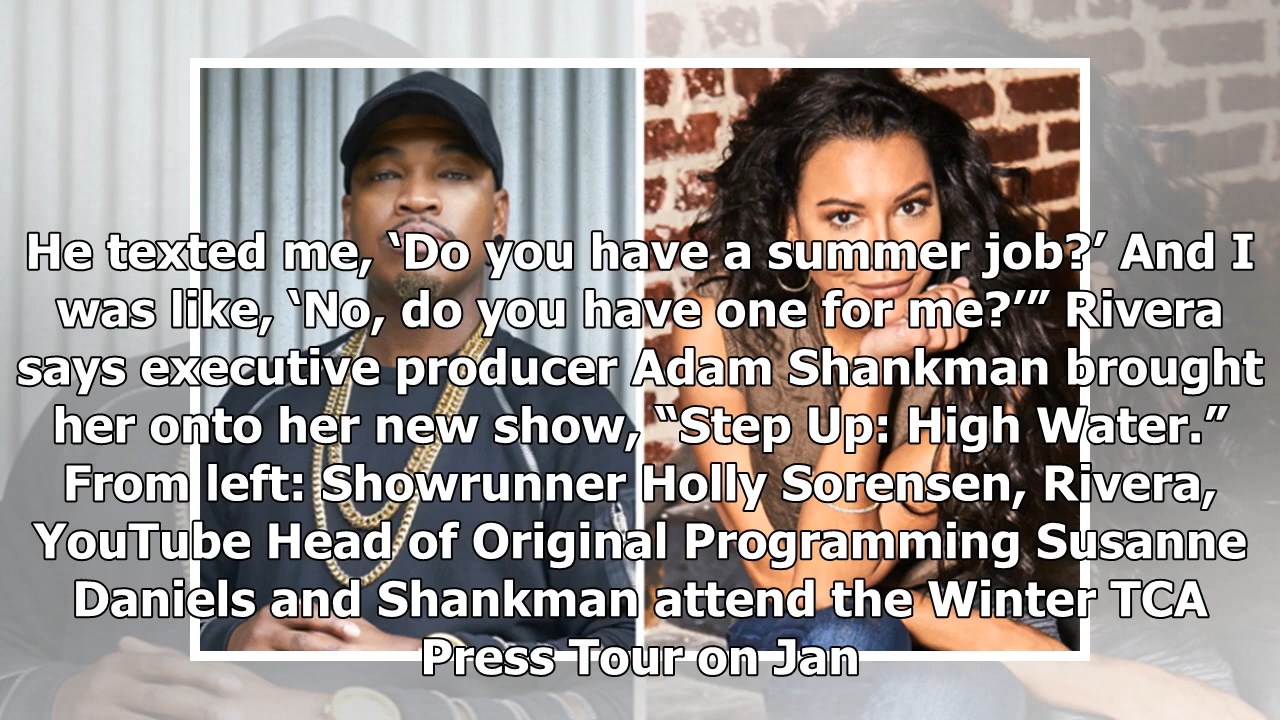 He texted me, ‘Do you have a summer job?’ And I
was like, ‘No, do you have one for me?’” Rivera
says executive producer Adam Shankman brought
her onto her new show, “Step Up: High Water.”
From left: Showrunner Holly Sorensen, Rivera,
YouTube Head of Original Programming Susanne
Daniels and Shankman attend the Winter TCA
Press Tour on Jan